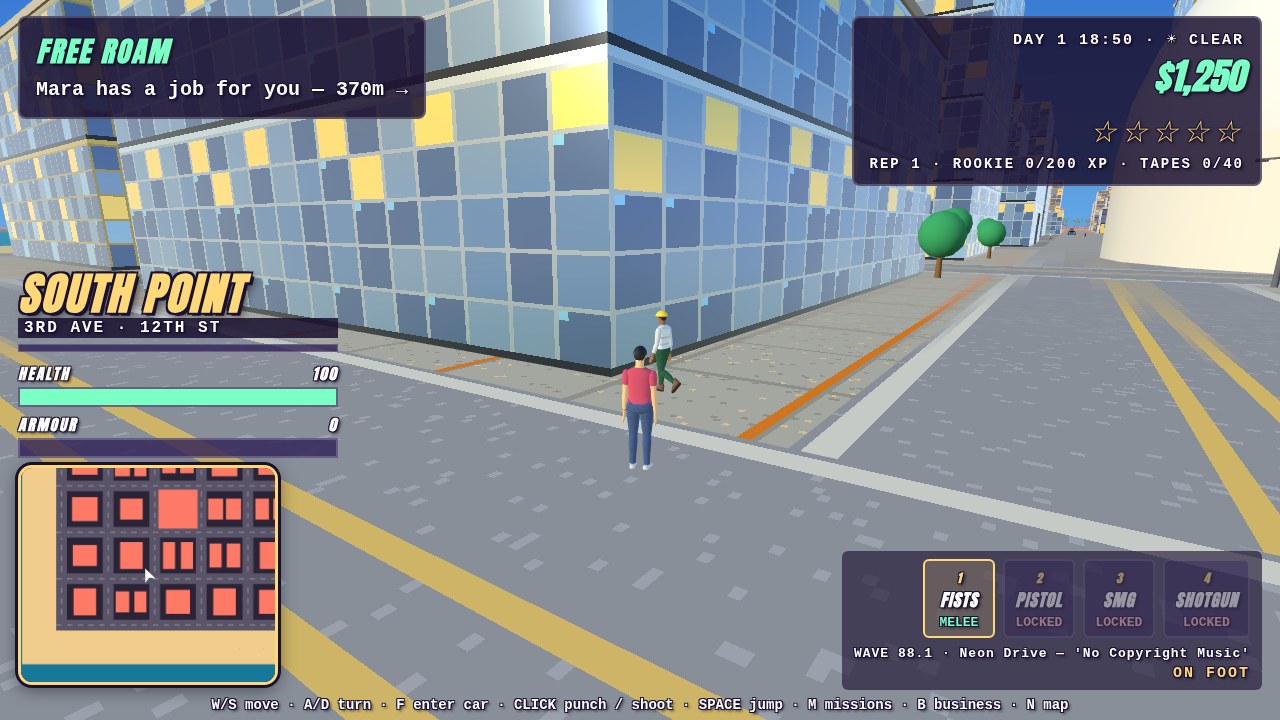 FREE ROAM
Mara has a job for you — 370m →
DAY 1 18:50 · ☀ CLEAR
$1,250
☆ ☆ ☆ ☆ ☆
REP 1 · ROOKIE 0/200 XP · TAPES 0/40
SOUTH POINT
3RD AVE · 12TH ST
HEALTH 100
ARMOUR 0
1 2 3 4
FISTS PISTOL SMG SHOTGUN
MELEE LOCKED LOCKED LOCKED
WAVE 88.1 · Neon Drive — 'No Copyright Music'
ON FOOT
W/S move · A/D turn · F enter car · CLICK punch / shoot · SPACE jump · M missions · B business · N map